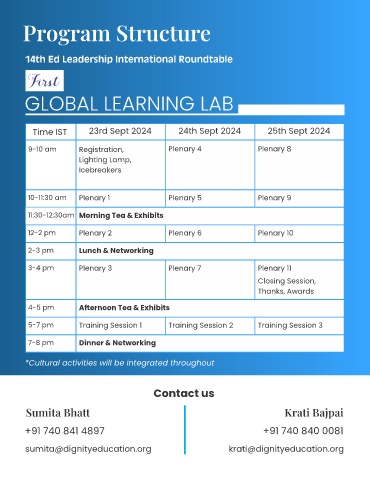 Program Structure
14th Ed Leadership International Roundtable
First
GLOBAL LEARNING LAB
Time IST 23rd Sept 2024 24th Sept 2024 25th Sept 2024
9-10 am Registration, Plenary 4 Plenary 8
Lighting Lamp,
Icebreakers
10-11:30 am Plenary 1 Plenary 5 Plenary 9
11:30-12:30am Morning Tea & Exhibits
12-2 pm Plenary 2 Plenary 6 Plenary 10
2-3 pm Lunch & Networking
3-4 pm Plenary 3 Plenary 7 Plenary 11
Closing Session,
Thanks, Awards
4-5 pm Afternoon Tea & Exhibits
5-7 pm Training Session 1 Training Session 2 Training Session 3
7-8 pm Dinner & Networking
*Cultural activities will be integrated throughout
Contact us
Sumita Bhatt Krati Bajpai
+91 740 841 4897 +91 740 840 0081
sumita@dignityeducation.org krati@dignityeducation.org